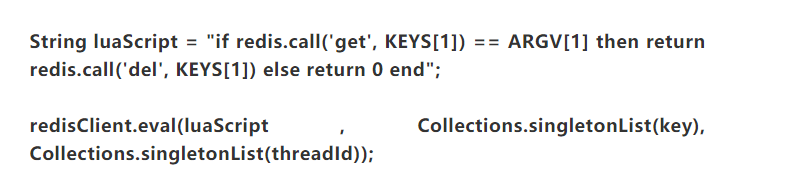 String luaScript = "if redis.call('get', KEYS[1]) == ARGV[1] then return
redis.call('del', KEYS[1]) else return 0 end";
redisClient.eval(luaScript , Collections.singletonList(key),
Collections.singletonList(threadId));